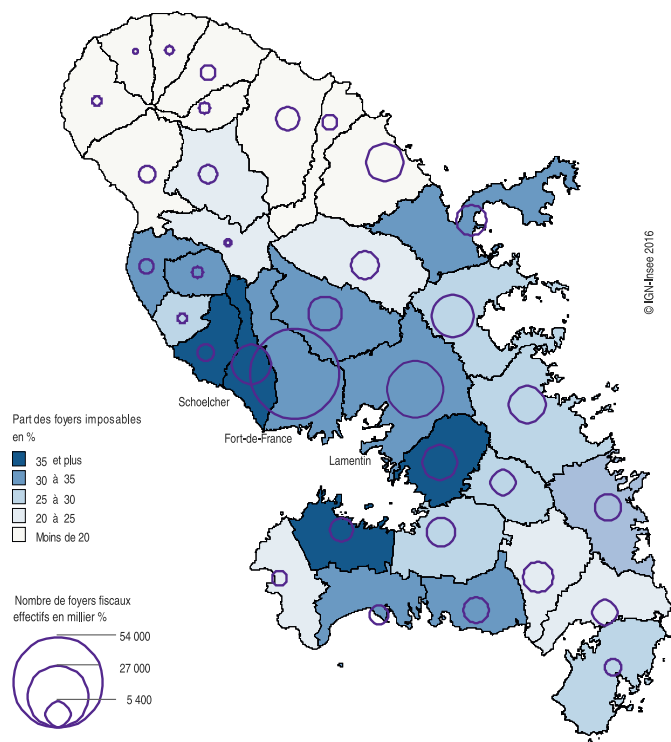 © IGN-Insee 2016
Schoelcher
Fort-de-France
Lamentin
Part des foyers imposables
en %
35 et plus
30 à 35
25 à 30
20 à 25
Moins de 20
Nombre de foyers fiscaux
effectifs en millier %
54 000
27 000
5 400